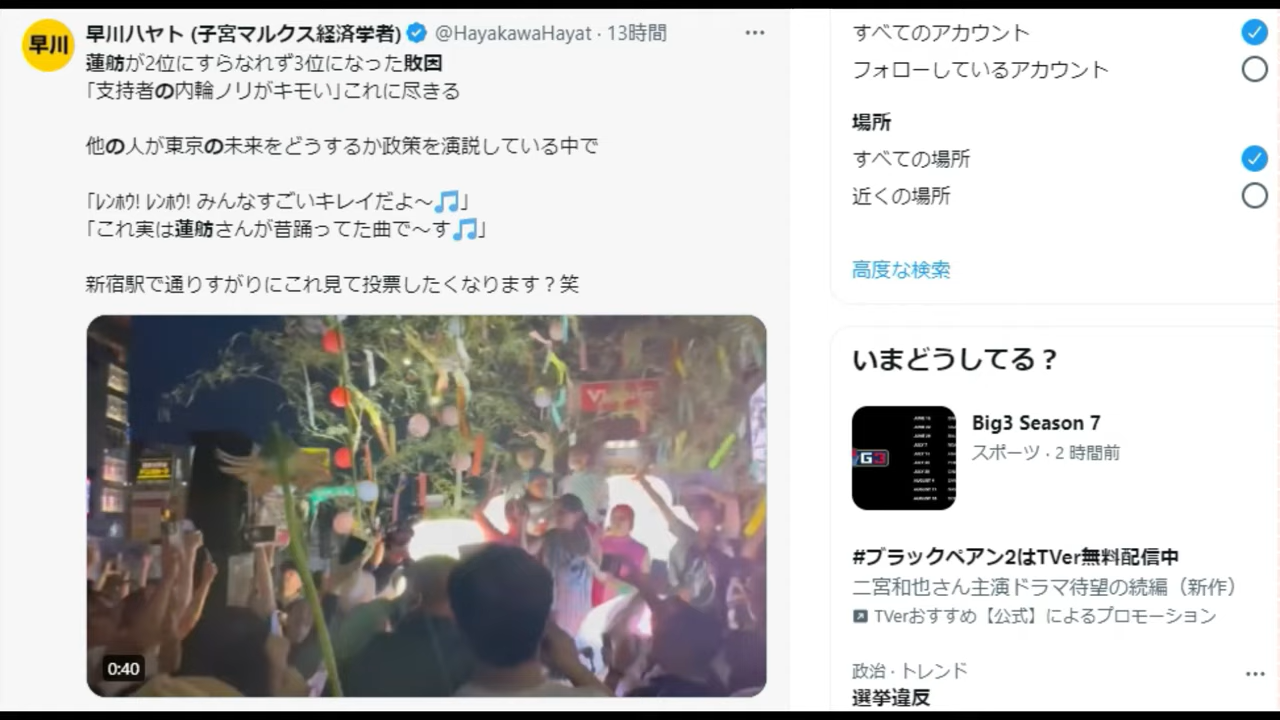 早川
早川ハヤト (子宮マルクス経済学者) @HayakawaHayat · 13時間
蓮舫が2位にすらなれず3位になった敗因
「支持者の内輪ノリがキモい」これに尽きる
他の人が東京の未来をどうするか政策を演説している中で
「ﾚﾝﾎｳ! ﾚﾝﾎｳ! みんなすごいキレイだよ〜🎵」
「これ実は蓮舫さんが昔踊ってた曲で〜す🎵」
新宿駅で通りすがりにこれ見て投票したくなります？笑
0:40
すべてのアカウント
フォローしているアカウント
場所
すべての場所
近くの場所
高度な検索
いまどうしてる？
Big3 Season 7
スポーツ · 2 時間前
#ブラックペアン2はTVer無料配信中
二宮和也さん主演ドラマ待望の続編（新作）
TVerおすすめ【公式】によるプロモーション
政治 · トレンド
選挙違反